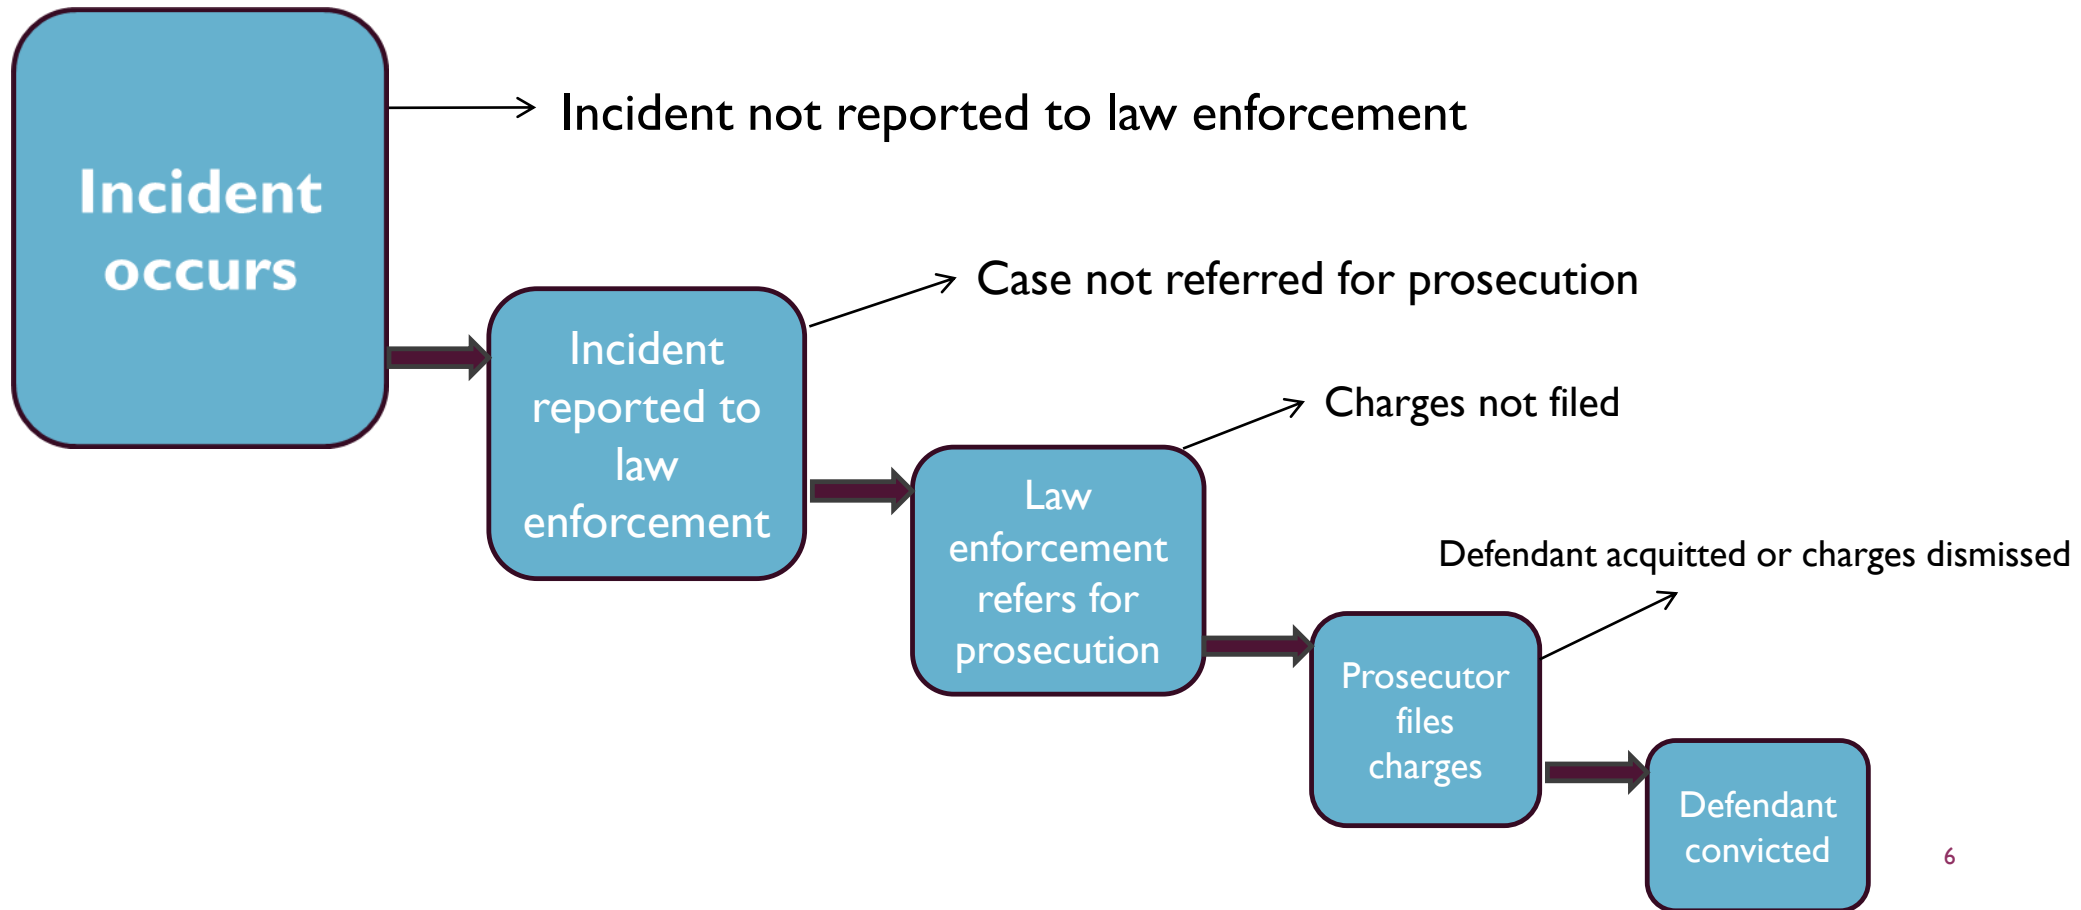 Incident
occurs
Incident not reported to law enforcement
Incident
reported to
law
enforcement
Case not referred for prosecution
Law
enforcement
refers for
prosecution
Charges not filed
Prosecutor
files
charges
Defendant acquitted or charges dismissed
Defendant
convicted
6